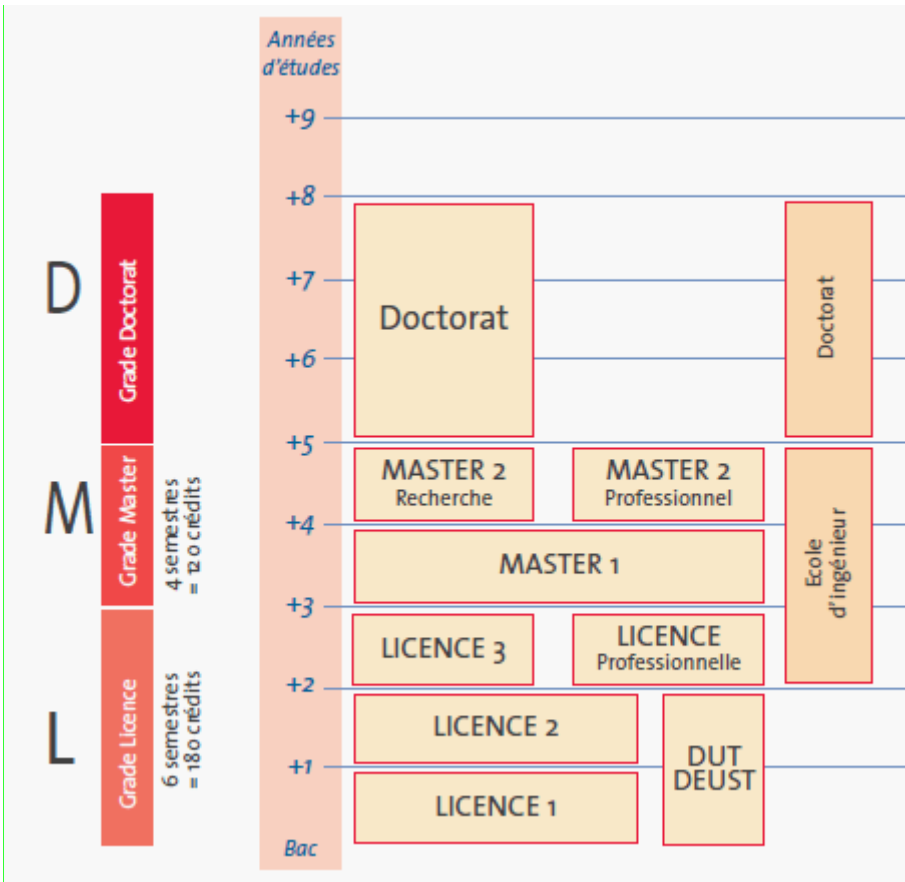 Années
d'études
+9
+8
+7
+6
+5
+4
+3
+2
+1
Bac
D
Grade Doctorat
M
Grade Master
4 semestres
= 120 crédits
L
Grade Licence
6 semestres
= 180 crédits
Doctorat
Doctorat
MASTER 2
Recherche
MASTER 2
Professionnel
MASTER 1
Ecole
d'ingénieur
LICENCE 3
LICENCE
Professionnelle
LICENCE 2
DUT
DEUST
LICENCE 1